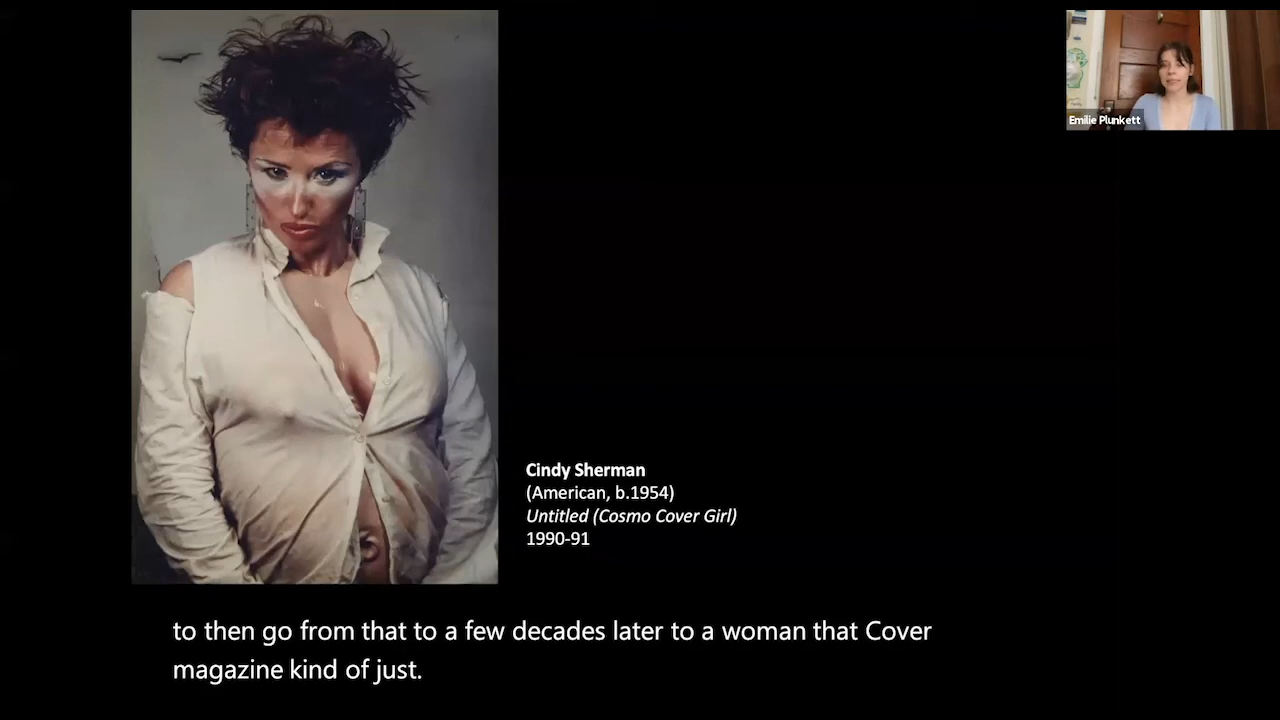 Emilie Plunkett
Cindy Sherman
(American, b.1954)
Untitled (Cosmo Cover Girl)
1990-91
to then go from that to a few decades later to a woman that Cover
magazine kind of just.